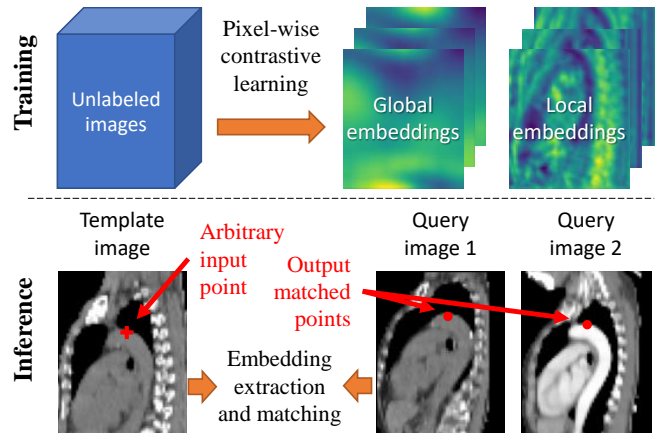 Training
Unlabeled
images
Pixel-wise
contrastive
learning
Global
embeddings
Local
embeddings
Inference
Template
image
Arbitrary
input
point
Output
matched
points
Query
image 1
Query
image 2
Embedding
extraction
and matching